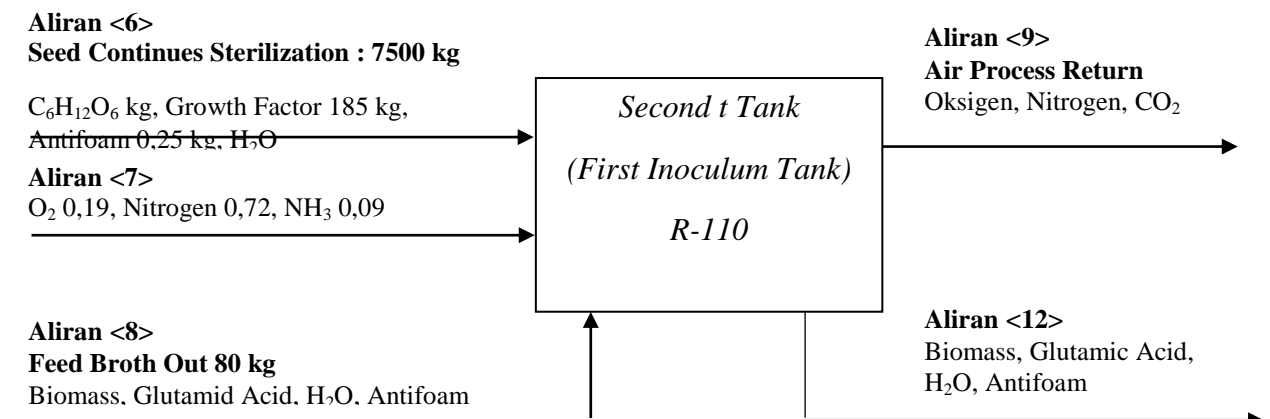 Aliran <6>
Seed Continues Sterilization : 7500 kg
C₆H₁₂O₆ kg, Growth Factor 185 kg,
Antifoam 0,25 kg, H₂O
Aliran <7>
O₂ 0,19, Nitrogen 0,72, NH₃ 0,09
Aliran <8>
Feed Broth Out 80 kg
Biomass, Glutamid Acid, H₂O, Antifoam
Second t Tank
(First Inoculum Tank)
R-110
Aliran <9>
Air Process Return
Oksigen, Nitrogen, CO₂
Aliran <12>
Biomass, Glutamic Acid,
H₂O, Antifoam